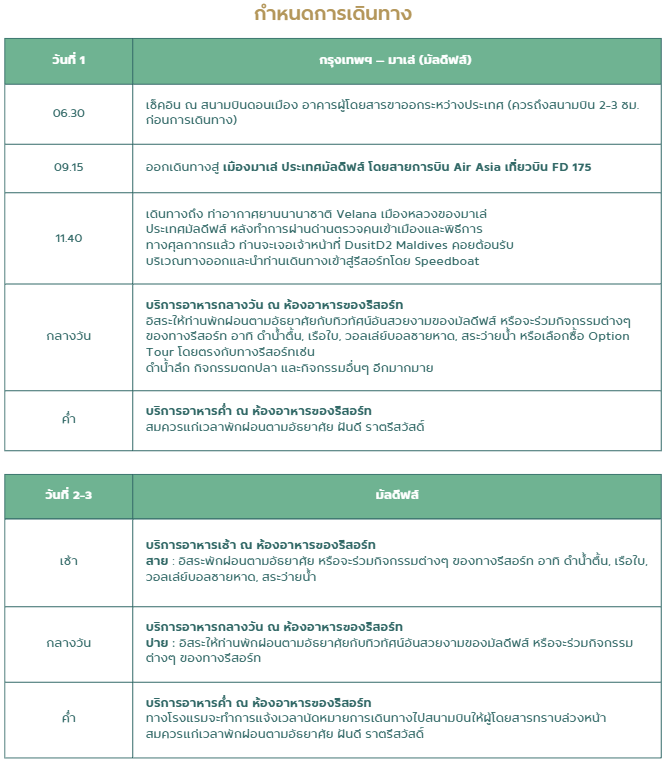 กำหนดการเดินทาง
วันที่ 1
กรุงเทพฯ – มาเล่ (มัลดีฟส์)
06.30
เช็คอิน ณ สนามบินดอนเมือง อาคารผู้โดยสารขาออกระหว่างประเทศ (ควรถึงสนามบิน 2-3 ชม.
ก่อนการเดินทาง)
09.15
ออกเดินทางสู่ เมืองมาเล่ ประเทศมัลดีฟส์ โดยสายการบิน Air Asia เที่ยวบิน FD 175
11.40
เดินทางถึง ท่าอากาศยานนานาชาติ Velana เมืองหลวงของมาเล่
ประเทศมัลดีฟส์ หลังทำการผ่านด่านตรวจคนเข้าเมืองและพิธีการ
ทางศุลกากรแล้ว ท่านจะเจอเจ้าหน้าที่ DusitD2 Maldives คอยต้อนรับ
บริเวณทางออกและนำท่านเดินทางเข้าสู่รีสอร์ทโดย Speedboat
กลางวัน
บริการอาหารกลางวัน ณ ห้องอาหารของรีสอร์ท
อิสระให้ท่านพักผ่อนตามอัธยาศัยกับทิวทัศน์อันสวยงามของมัลดีฟส์ หรือจะร่วมกิจกรรมต่างๆ
ของทางรีสอร์ท อาทิ ดำน้ำตื้น, เรือใบ, วอลเล่ย์บอลชายหาด, สระว่ายน้ำ หรือเลือกซื้อ Option
Tour โดยตรงกับทางรีสอร์ทเช่น
ดำน้ำลึก กิจกรรมตกปลา และกิจกรรมอื่นๆ อีกมากมาย
ค่ำ
บริการอาหารค่ำ ณ ห้องอาหารของรีสอร์ท
สมควรแก่เวลาพักผ่อนตามอัธยาศัย ฝันดี ราตรีสวัสดิ์
วันที่ 2-3
มัลดีฟส์
เช้า
บริการอาหารเช้า ณ ห้องอาหารของรีสอร์ท
สาย : อิสระพักผ่อนตามอัธยาศัย หรือจะร่วมกิจกรรมต่างๆ ของทางรีสอร์ท อาทิ ดำน้ำตื้น, เรือใบ,
วอลเล่ย์บอลชายหาด, สระว่ายน้ำ
กลางวัน
บริการอาหารกลางวัน ณ ห้องอาหารของรีสอร์ท
บ่าย : อิสระให้ท่านพักผ่อนตามอัธยาศัยกับทิวทัศน์อันสวยงามของมัลดีฟส์ หรือจะร่วมกิจกรรม
ต่างๆ ของทางรีสอร์ท
ค่ำ
บริการอาหารค่ำ ณ ห้องอาหารของรีสอร์ท
ทางโรงแรมจะทำการแจ้งเวลานัดหมายการเดินทางไปสนามบินให้ผู้โดยสารทราบล่วงหน้า
สมควรแก่เวลาพักผ่อนตามอัธยาศัย ฝันดี ราตรีสวัสดิ์